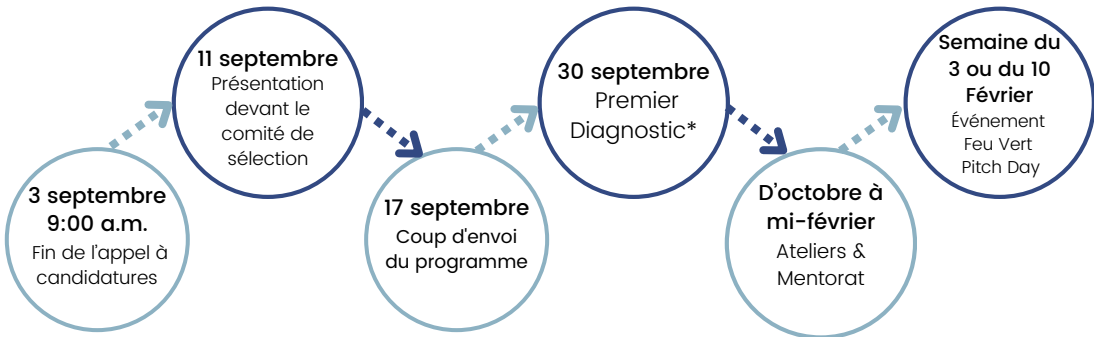 3 septembre
9:00 a.m.
Fin de l'appel à
candidatures
11 septembre
Présentation
devant le
comité de
sélection
17 septembre
Coup d'envoi
du programme
30 septembre
Premier
Diagnostic*
D'octobre à
mi-février
Ateliers &
Mentorat
Semaine du
3 ou du 10
Février
Événement
Feu Vert
Pitch Day